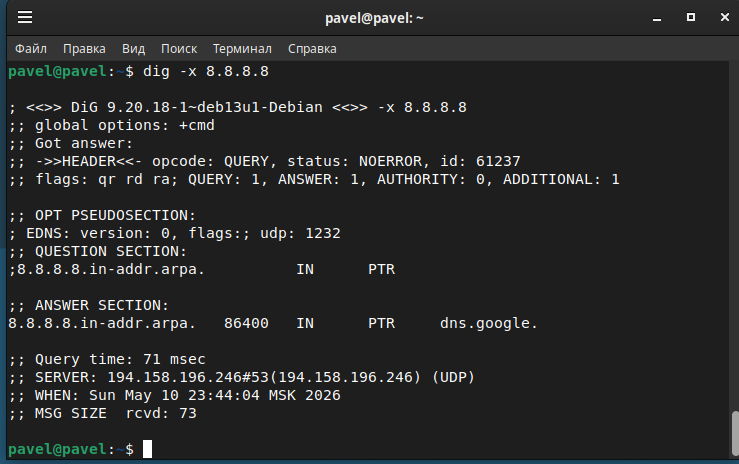 pavel@pavel: ~
Файл Правка Вид Поиск Терминал Справка
pavel@pavel:~$ dig -x 8.8.8.8

; <<>> DiG 9.20.18-1~deb13u1-Debian <<>> -x 8.8.8.8
;; global options: +cmd
;; Got answer:
;; ->>HEADER<<- opcode: QUERY, status: NOERROR, id: 61237
;; flags: qr rd ra; QUERY: 1, ANSWER: 1, AUTHORITY: 0, ADDITIONAL: 1

;; OPT PSEUDOSECTION:
; EDNS: version: 0, flags:; udp: 1232
;; QUESTION SECTION:
;8.8.8.8.in-addr.arpa.          IN      PTR

;; ANSWER SECTION:
8.8.8.8.in-addr.arpa.   86400   IN      PTR     dns.google.

;; Query time: 71 msec
;; SERVER: 194.158.196.246#53(194.158.196.246) (UDP)
;; WHEN: Sun May 10 23:44:04 MSK 2026
;; MSG SIZE  rcvd: 73

pavel@pavel:~$